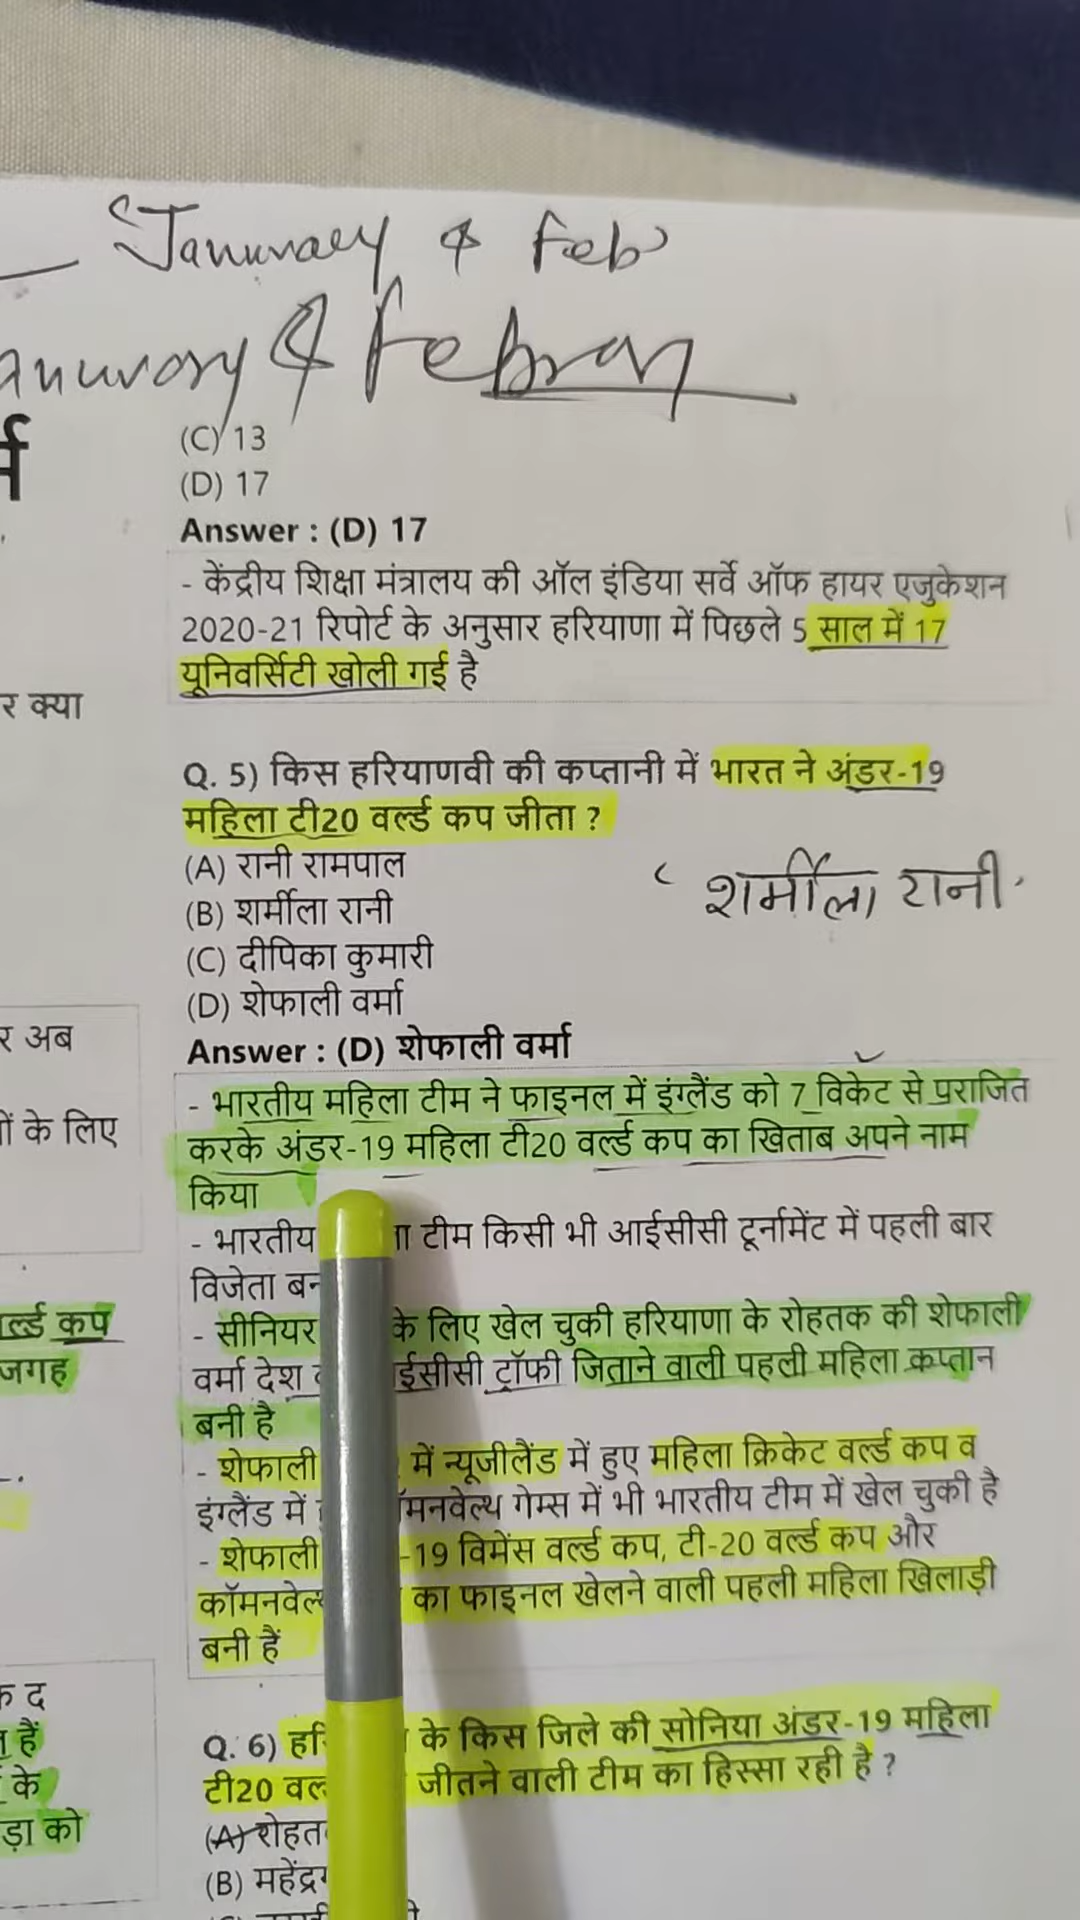 January & Feb
& Febran
(C) 13
(D) 17
Answer : (D) 17
- केंद्रीय शिक्षा मंत्रालय की ऑल इंडिया सर्वे ऑफ हायर एजुकेशन
2020-21 रिपोर्ट के अनुसार हरियाणा में पिछले 5 साल में 17
यूनिवर्सिटी खोली गई है
र क्या
Q. 5) किस हरियाणवी की कप्तानी में भारत ने अंडर-19
महिला टी20 वर्ल्ड कप जीता ?
(A) रानी रामपाल
(B) शर्मीला रानी
शर्मीला रानी
(C) दीपिका कुमारी
(D) शेफाली वर्मा
र अब
Answer : (D) शेफाली वर्मा
- भारतीय महिला टीम ने फाइनल में इंग्लैंड को 7 विकेट से पराजित
ों के लिए
करके अंडर-19 महिला टी20 वर्ल्ड कप का खिताब अपने नाम
किया
- भारतीय टीम किसी भी आईसीसी टूर्नामेंट में पहली बार
विजेता
ल्ड कप
- सीनियर के लिए खेल चुकी हरियाणा के रोहतक की शेफाली
जगह
वर्मा देश ईसीसी ट्रॉफी जिताने वाली पहली महिला कप्तान
बनी है
- शेफाली में न्यूजीलैंड में हुए महिला क्रिकेट वर्ल्ड कप व
इंग्लैंड में मनवेल्थ गेम्स में भी भारतीय टीम में खेल चुकी है
- शेफाली -19 विमेंस वर्ल्ड कप, टी-20 वर्ल्ड कप और
कॉमनवेल्थ का फाइनल खेलने वाली पहली महिला खिलाड़ी
बनी हैं
क द
Q. 6) के किस जिले की सोनिया अंडर-19 महिला
हैं
टी20 जीतने वाली टीम का हिस्सा रही है ?
के
ड़ा को
(A) रोहत
(B) महेंद्र